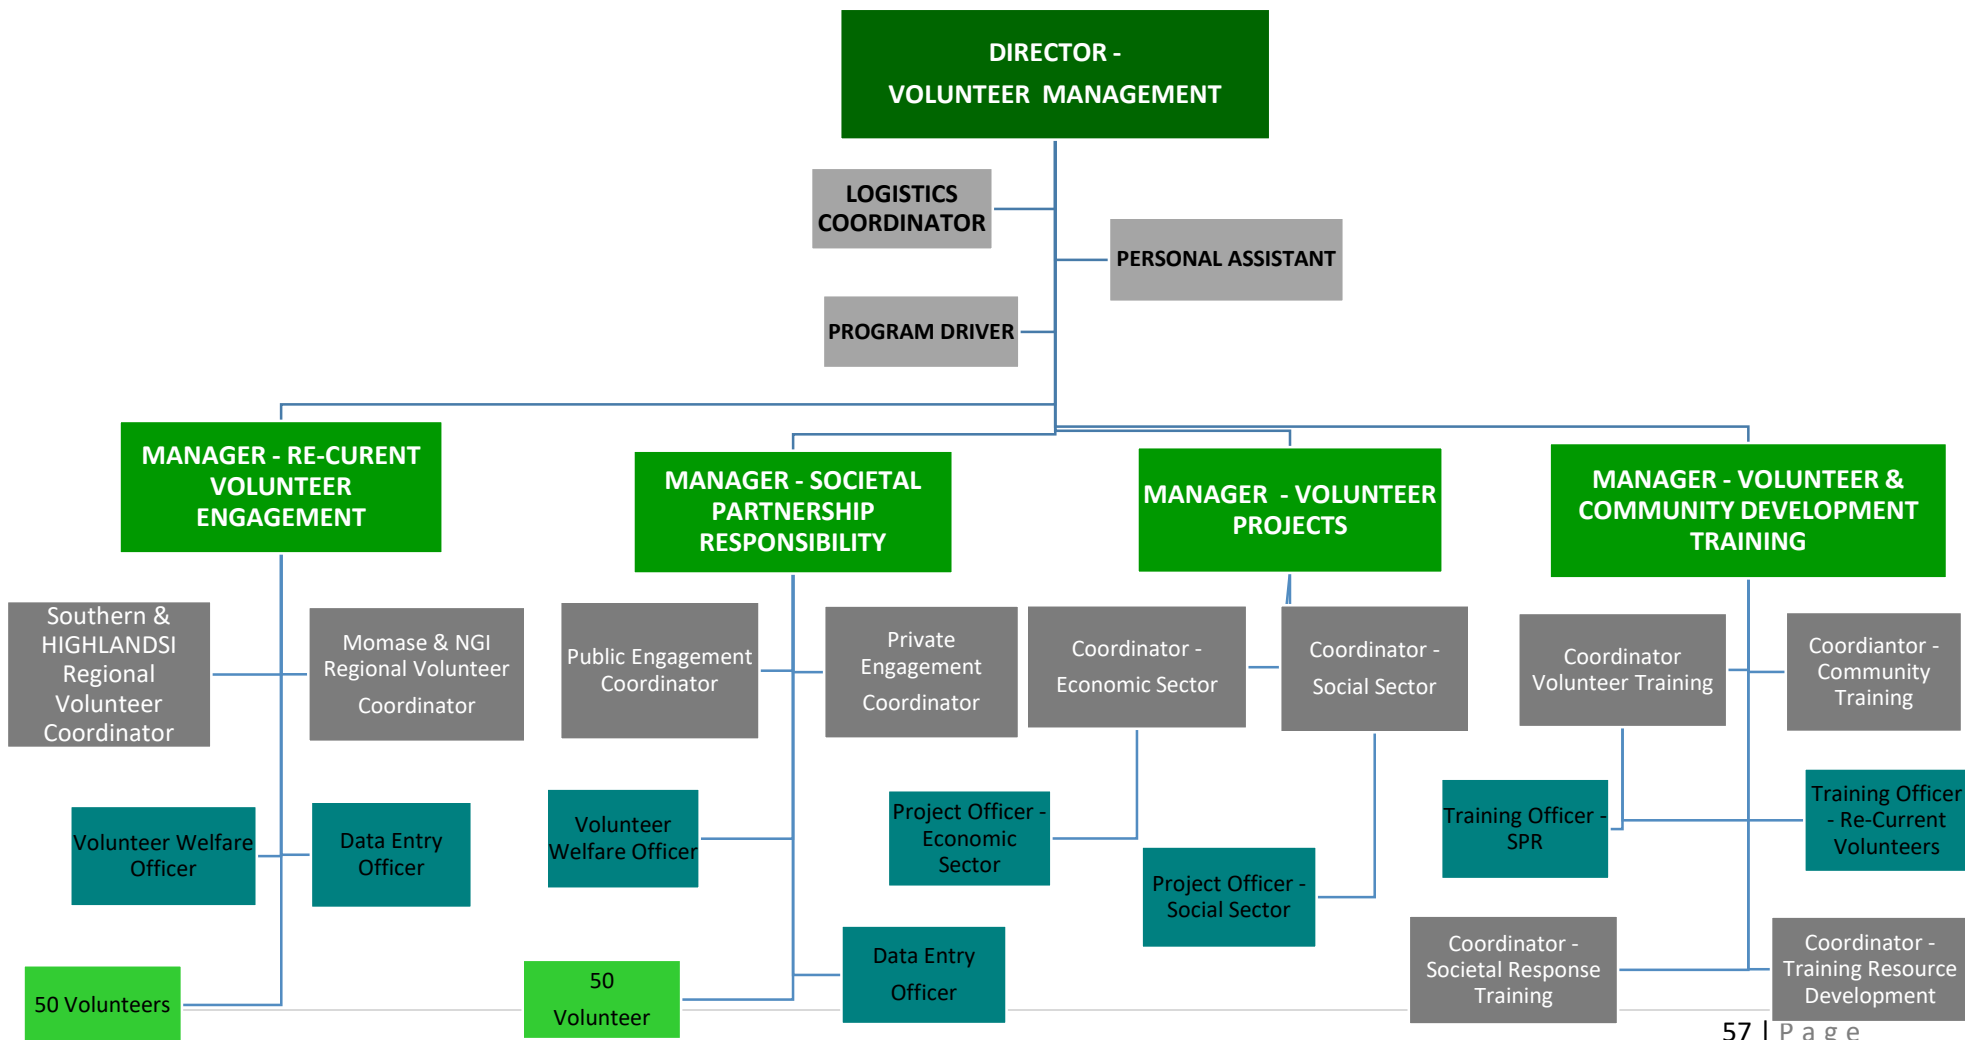 DIRECTOR -
VOLUNTEER MANAGEMENT
LOGISTICS
COORDINATOR
PERSONAL ASSISTANT
PROGRAM DRIVER
MANAGER - RE-CURENT
VOLUNTEER
ENGAGEMENT
MANAGER - SOCIETAL
PARTNERSHIP
RESPONSIBILITY
MANAGER - VOLUNTEER
PROJECTS
MANAGER - VOLUNTEER &
COMMUNITY DEVELOPMENT
TRAINING
Southern &
HIGHLANDSI
Regional
Volunteer
Coordinator
Momase & NGI
Regional Volunteer
Coordinator
Public Engagement
Coordinator
Private
Engagement
Coordinator
Coordinator -
Economic Sector
Coordinator -
Social Sector
Coordinator
Volunteer Training
Coordiantor -
Community
Training
Volunteer Welfare
Officer
Data Entry
Officer
Volunteer
Welfare Officer
Project Officer -
Economic
Sector
Project Officer -
Social Sector
Training Officer -
SPR
Training Officer
- Re-Current
Volunteers
50 Volunteers
50
Volunteer
Data Entry
Officer
Coordinator -
Societal Response
Training
Coordinator -
Training Resource
Development
57 | Page